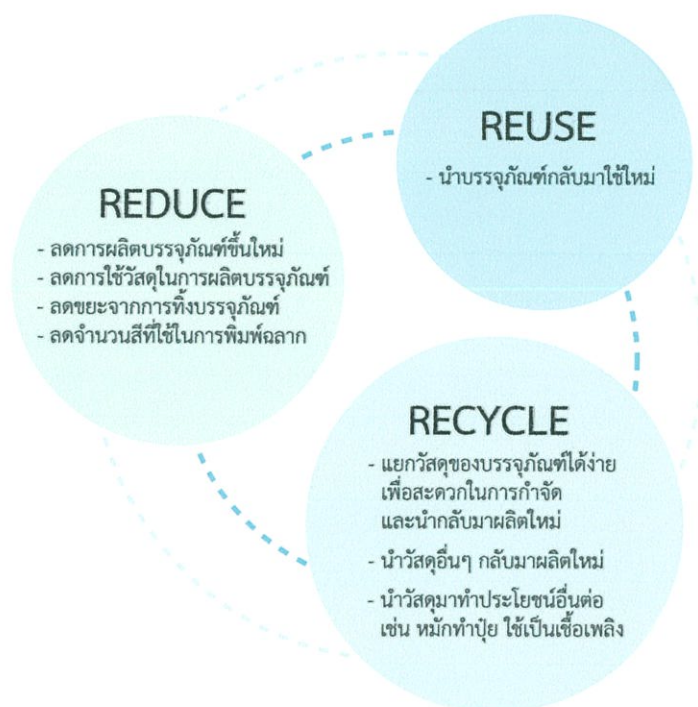 REDUCE
- ลดการผลิตบรรจุภัณฑ์ขึ้นใหม่
- ลดการใช้วัสดุในการผลิตบรรจุภัณฑ์
- ลดขยะจากการทิ้งบรรจุภัณฑ์
- ลดจำนวนสีที่ใช้ในการพิมพ์ฉลาก
REUSE
- นำบรรจุภัณฑ์กลับมาใช้ใหม่
RECYCLE
- แยกวัสดุของบรรจุภัณฑ์ได้ง่าย
เพื่อสะดวกในการกำจัด
และนำกลับมาผลิตใหม่
- นำวัสดุอื่นๆ กลับมาผลิตใหม่
- นำวัสดุมาทำประโยชน์อื่นต่อ
เช่น หมักทำปุ๋ย ใช้เป็นเชื้อเพลิง